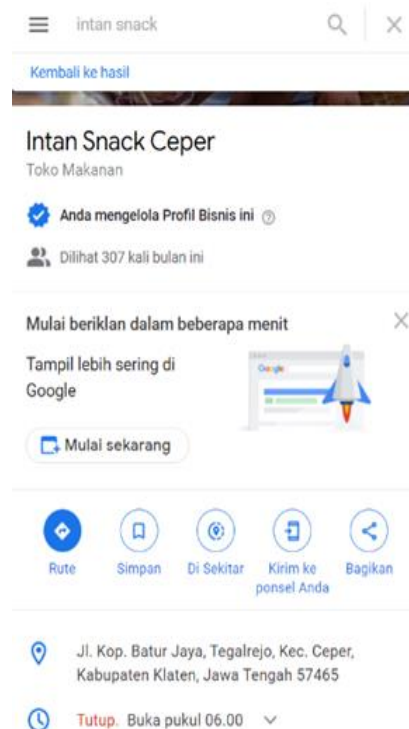 intan snack
Kembali ke hasil
Intan Snack Ceper
Toko Makanan
Anda mengelola Profil Bisnis ini
Dilihat 307 kali bulan ini
Mulai beriklan dalam beberapa menit
Tampil lebih sering di
Google
Google
Mulai sekarang
Rute
Simpan
Di Sekitar
Kirim ke
ponsel Anda
Bagikan
Jl. Kop. Batur Jaya, Tegalrejo, Kec. Ceper,
Kabupaten Klaten, Jawa Tengah 57465
Tutup. Buka pukul 06.00